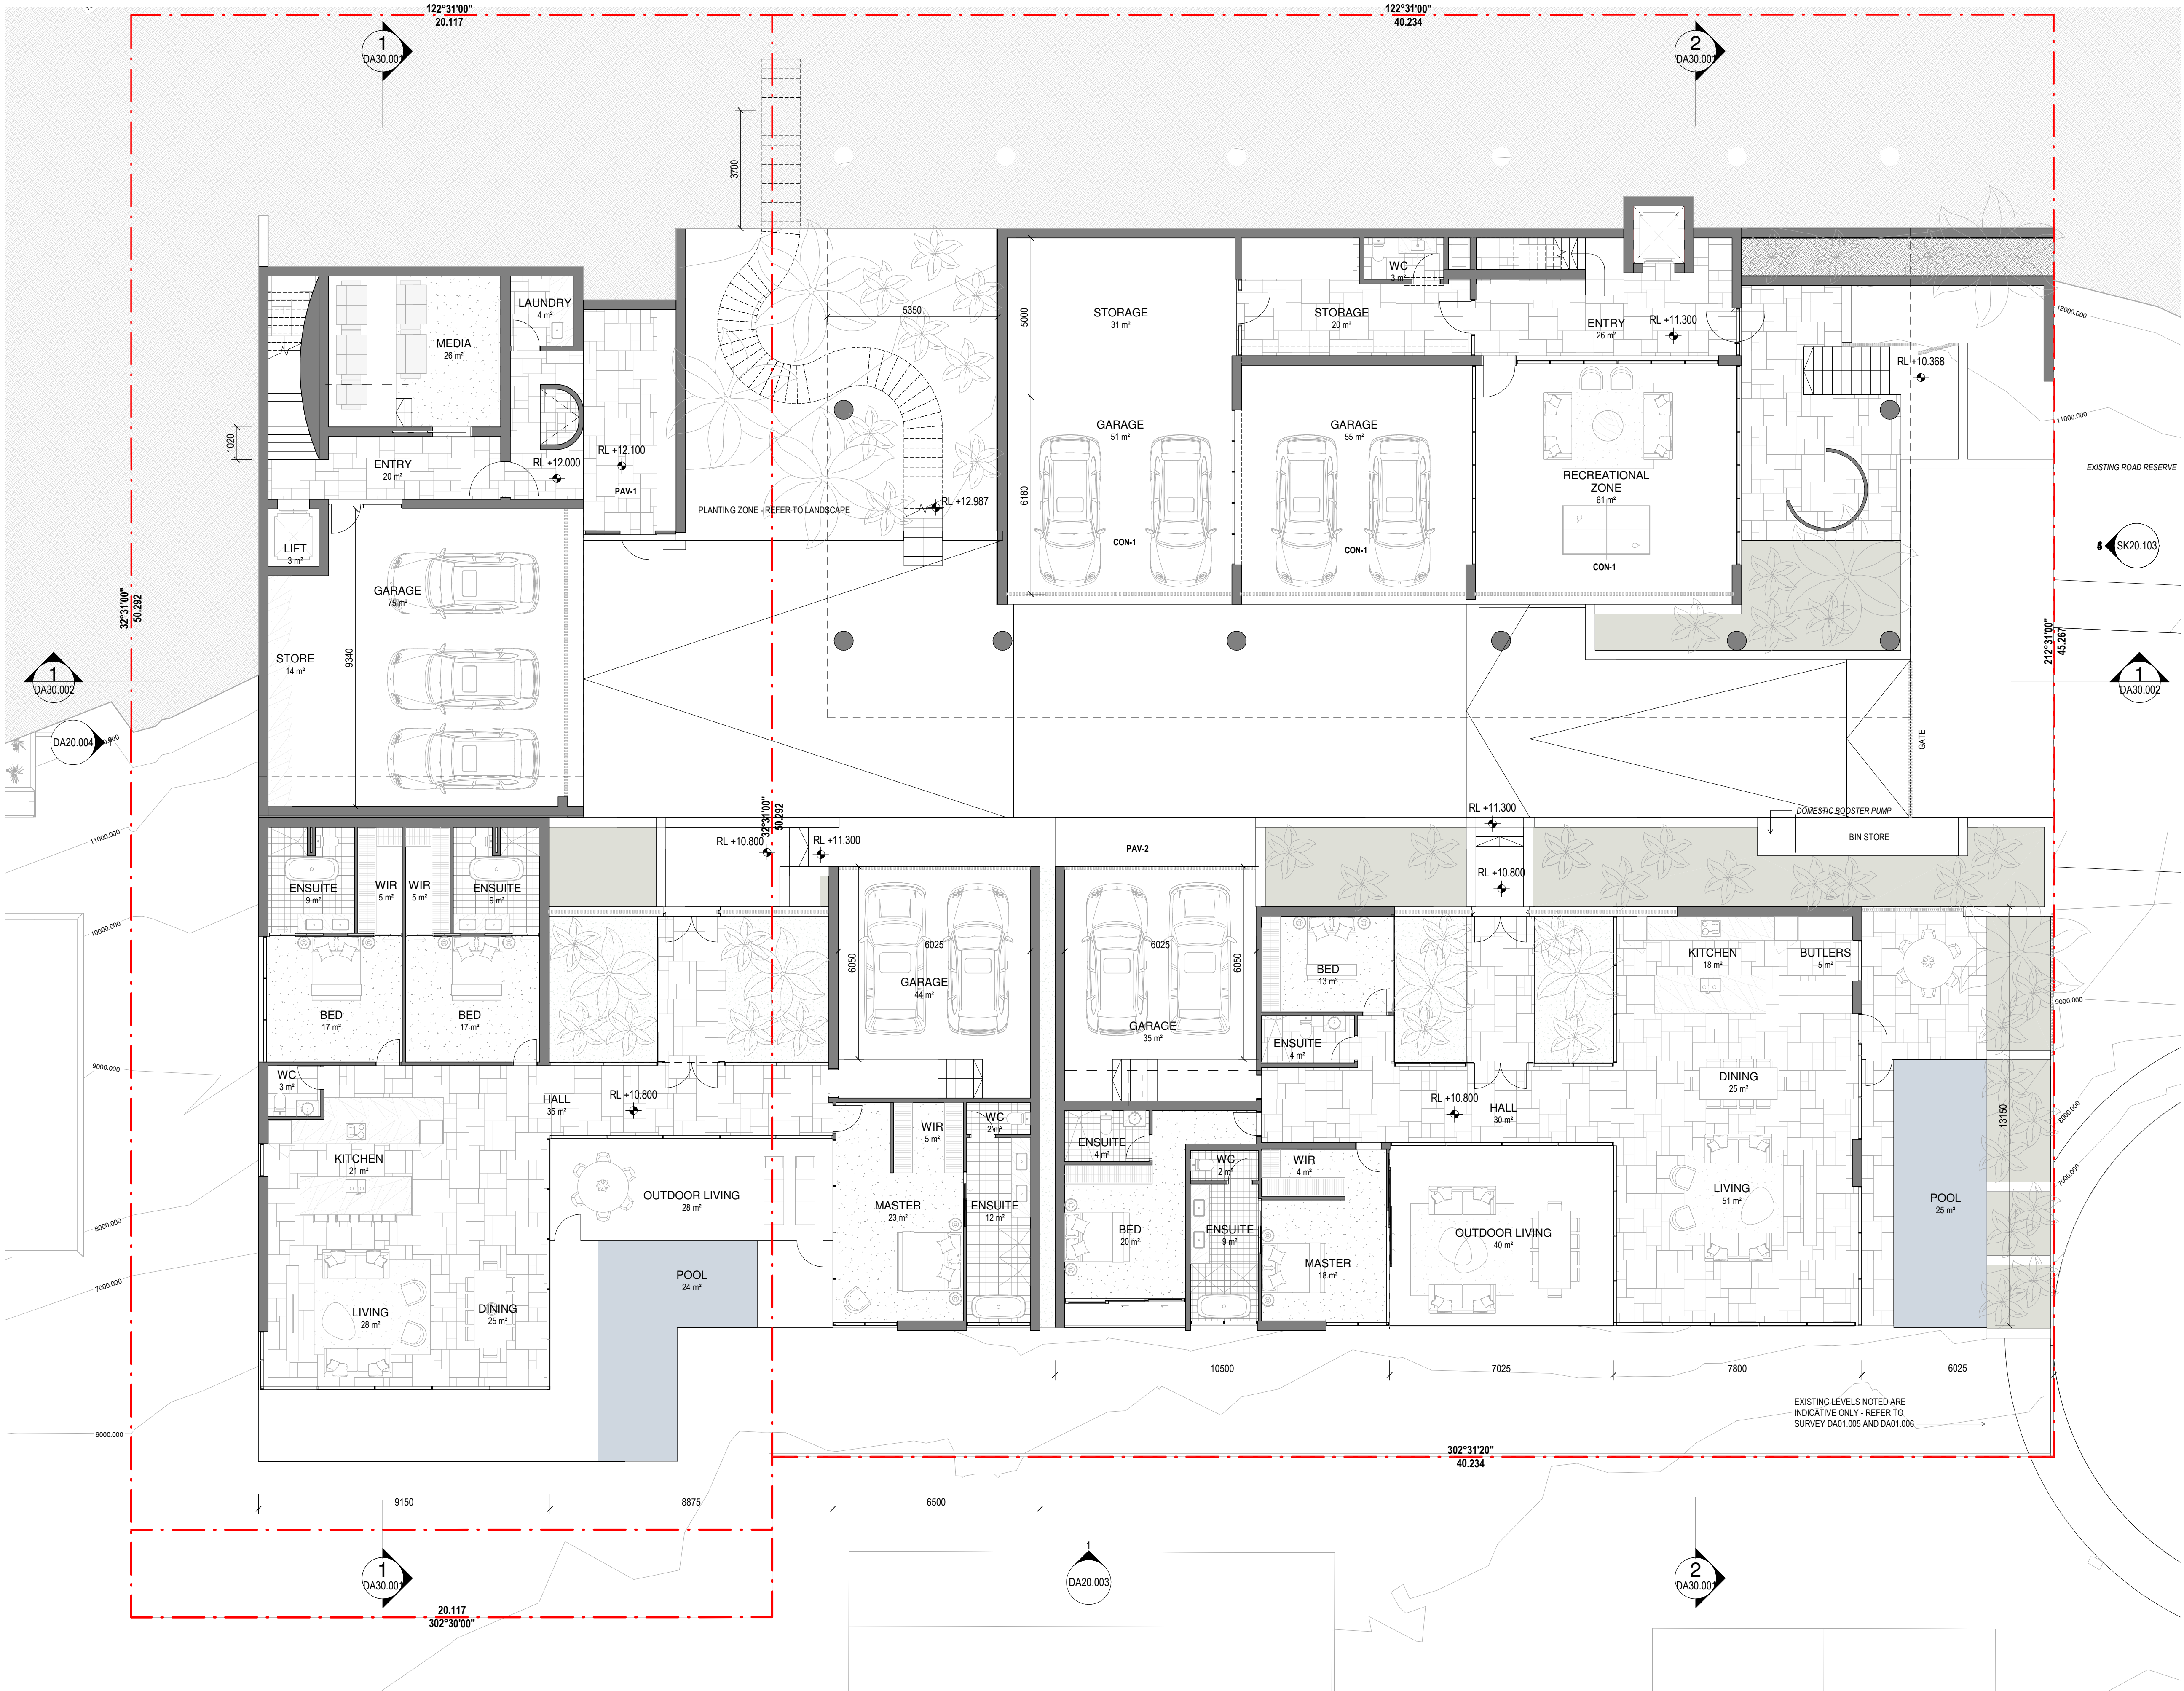 122°31'00"
20.117
122°31'00"
40.234
1
DA30.001
2
DA30.001
3700
5350
5000
6180
1020
9340
LAUNDRY
4 m²
MEDIA
26 m²
ENTRY
20 m²
RL +12.000
RL +12.100
PAV-1
LIFT
3 m²
GARAGE
75 m²
STORE
14 m²
PLANTING ZONE - REFER TO LANDSCAPE
RL +12.987
STORAGE
31 m²
GARAGE
51 m²
CON-1
WC
3 m²
STORAGE
20 m²
GARAGE
55 m²
CON-1
ENTRY
26 m²
RL +11.300
RECREATIONAL
ZONE
61 m²
CON-1
RL +10.368
12000.000
11000.000
EXISTING ROAD RESERVE
SK20.103
32°31'00"
50.292
212°31'00"
45.267
1
DA30.002
1
DA30.002
DA20.004
GATE
32°31'00"
50.292
RL +10.800
RL +11.300
PAV-2
RL +11.300
RL +10.800
DOMESTIC BOOSTER PUMP
BIN STORE
11000.000
10000.000
9000.000
8000.000
7000.000
6000.000
ENSUITE
9 m²
WIR
5 m²
WIR
5 m²
ENSUITE
9 m²
BED
17 m²
BED
17 m²
WC
3 m²
HALL
35 m²
RL +10.800
KITCHEN
21 m²
LIVING
28 m²
DINING
25 m²
OUTDOOR LIVING
28 m²
POOL
24 m²
6025
6050
GARAGE
44 m²
WIR
5 m²
WC
2 m²
MASTER
23 m²
ENSUITE
12 m²
6025
6050
GARAGE
35 m²
ENSUITE
4 m²
BED
20 m²
WC
2 m²
ENSUITE
9 m²
BED
13 m²
ENSUITE
4 m²
RL +10.800
HALL
30 m²
WIR
4 m²
MASTER
18 m²
OUTDOOR LIVING
40 m²
KITCHEN
18 m²
BUTLERS
5 m²
DINING
25 m²
LIVING
51 m²
POOL
25 m²
13150
9000.000
8000.000
7000.000
10500
7025
7800
6025
EXISTING LEVELS NOTED ARE
INDICATIVE ONLY - REFER TO
SURVEY DA01.005 AND DA01.006
302°31'20"
40.234
9150
8875
6500
1
DA30.001
1
DA20.003
2
DA30.001
20.117
302°30'00"